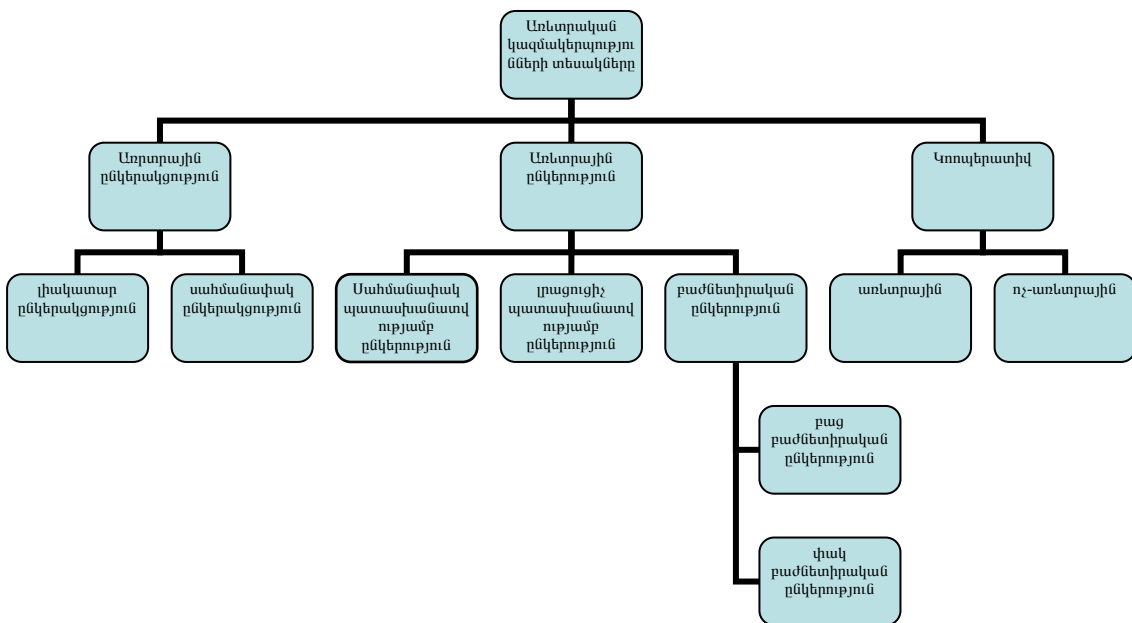 Առևտրական
կազմակերպությու
նների տեսակները
Առրտրային
ընկերակցություն
Առևտրային
ընկերություն
Կոոպերատիվ
լիակատար
ընկերակցություն
սահմանափակ
ընկերակցություն
Սահմանափակ
պատասխանատվ
ությամբ
ընկերություն
լրացուցիչ
պատասխանատվ
ությամբ
ընկերություն
բաժնետիրական
ընկերություն
առևտրային
ոչ-առևտրային
բաց
բաժնետիրական
ընկերություն
փակ
բաժնետիրական
ընկերություն